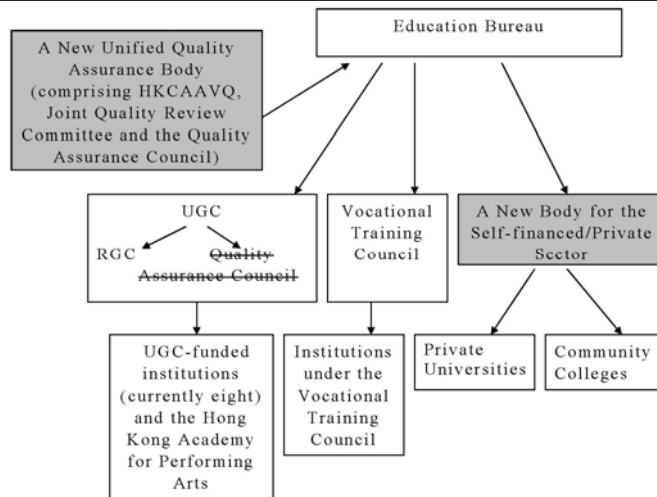 Education Bureau
A New Unified Quality
Assurance Body
(comprising HKCAAVQ,
Joint Quality Review
Committee and the Quality
Assurance Council)
UGC
RGC
Quality
Assurance Council
Vocational
Training
Council
A New Body for the
Self-financed/Private
Sector
UGC-funded
institutions
(currently eight)
and the Hong
Kong Academy
for Performing
Arts
Institutions
under the
Vocational
Training
Council
Private
Universities
Community
Colleges